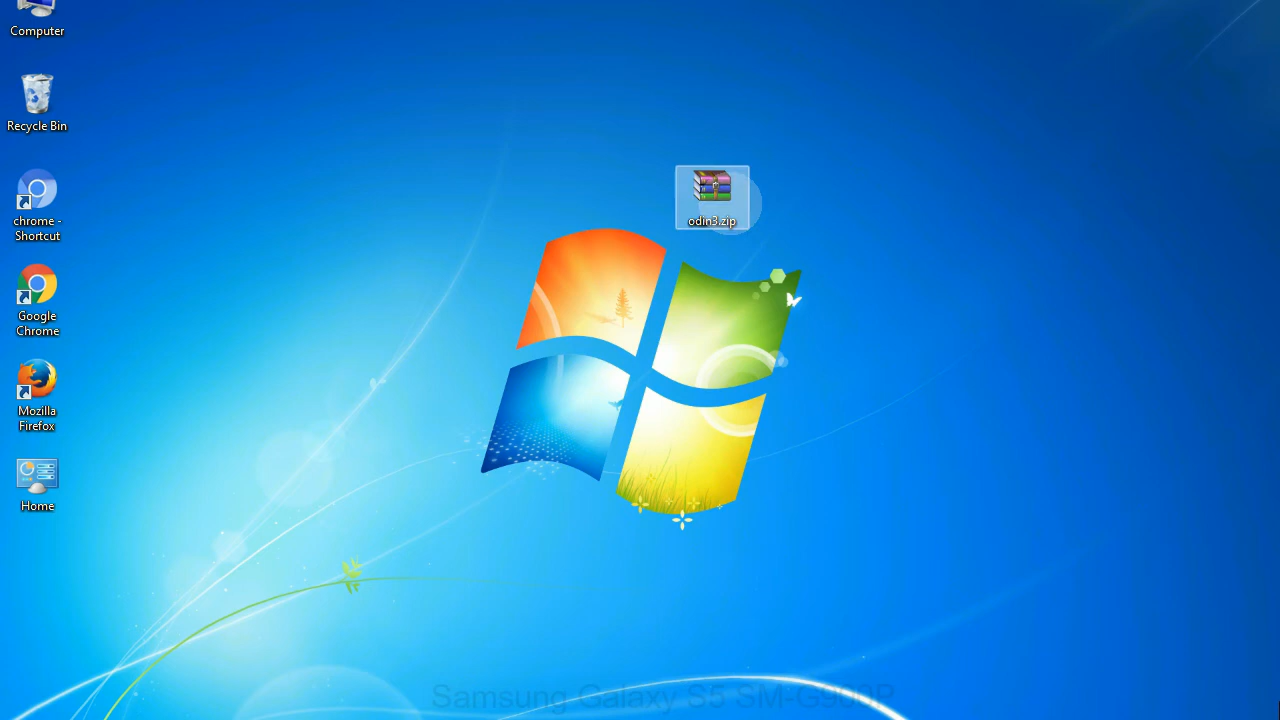 Computer
Recycle Bin
chrome -
Shortcut
Google
Chrome
Mozilla
Firefox
Home
odin3.zip
Samsung Galaxy S5 SM-G900P